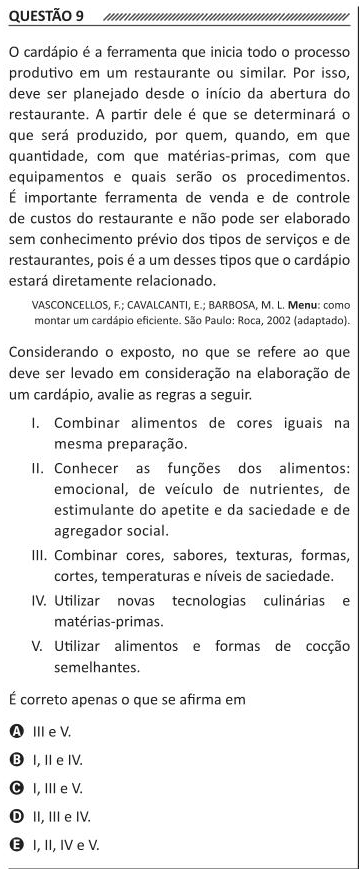 QUESTÃO 9
O cardápio é a ferramenta que inicia todo o processo
produtivo em um restaurante ou similar. Por isso,
deve ser planejado desde o início da abertura do
restaurante. A partir dele é que se determinará o
que será produzido, por quem, quando, em que
quantidade, com que matérias-primas, com que
equipamentos e quais serão os procedimentos.
É importante ferramenta de venda e de controle
de custos do restaurante e não pode ser elaborado
sem conhecimento prévio dos tipos de serviços e de
restaurantes, pois é a um desses tipos que o cardápio
estará diretamente relacionado.
VASCONCELLOS, F.; CAVALCANTI, E.; BARBOSA, M. L. Menu: como
montar um cardápio eficiente. São Paulo: Roca, 2002 (adaptado).
Considerando o exposto, no que se refere ao que
deve ser levado em consideração na elaboração de
um cardápio, avalie as regras a seguir.
I. Combinar alimentos de cores iguais na
mesma preparação.
II. Conhecer as funções dos alimentos:
emocional, de veículo de nutrientes, de
estimulante do apetite e da saciedade e de
agregador social.
III. Combinar cores, sabores, texturas, formas,
cortes, temperaturas e níveis de saciedade.
IV. Utilizar novas tecnologias culinárias e
matérias-primas.
V. Utilizar alimentos e formas de cocção
semelhantes.
É correto apenas o que se afirma em
A III e V.
B I, II e IV.
C I, III e V.
D II, III e IV.
E I, II, IV e V.